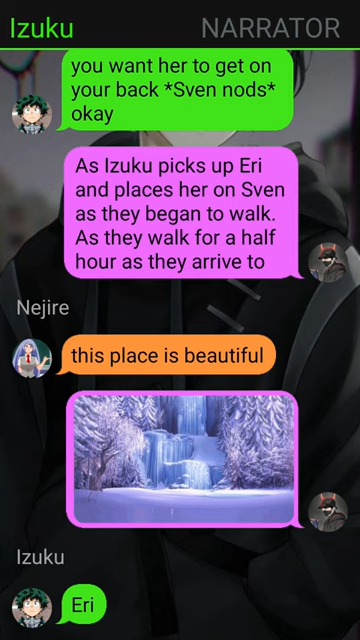 Izuku NARRATOR
you want her to get on
your back *Sven nods*
okay
As Izuku picks up Eri
and places her on Sven
as they began to walk.
As they walk for a half
hour as they arrive to
Nejire
this place is beautiful
Izuku
Eri